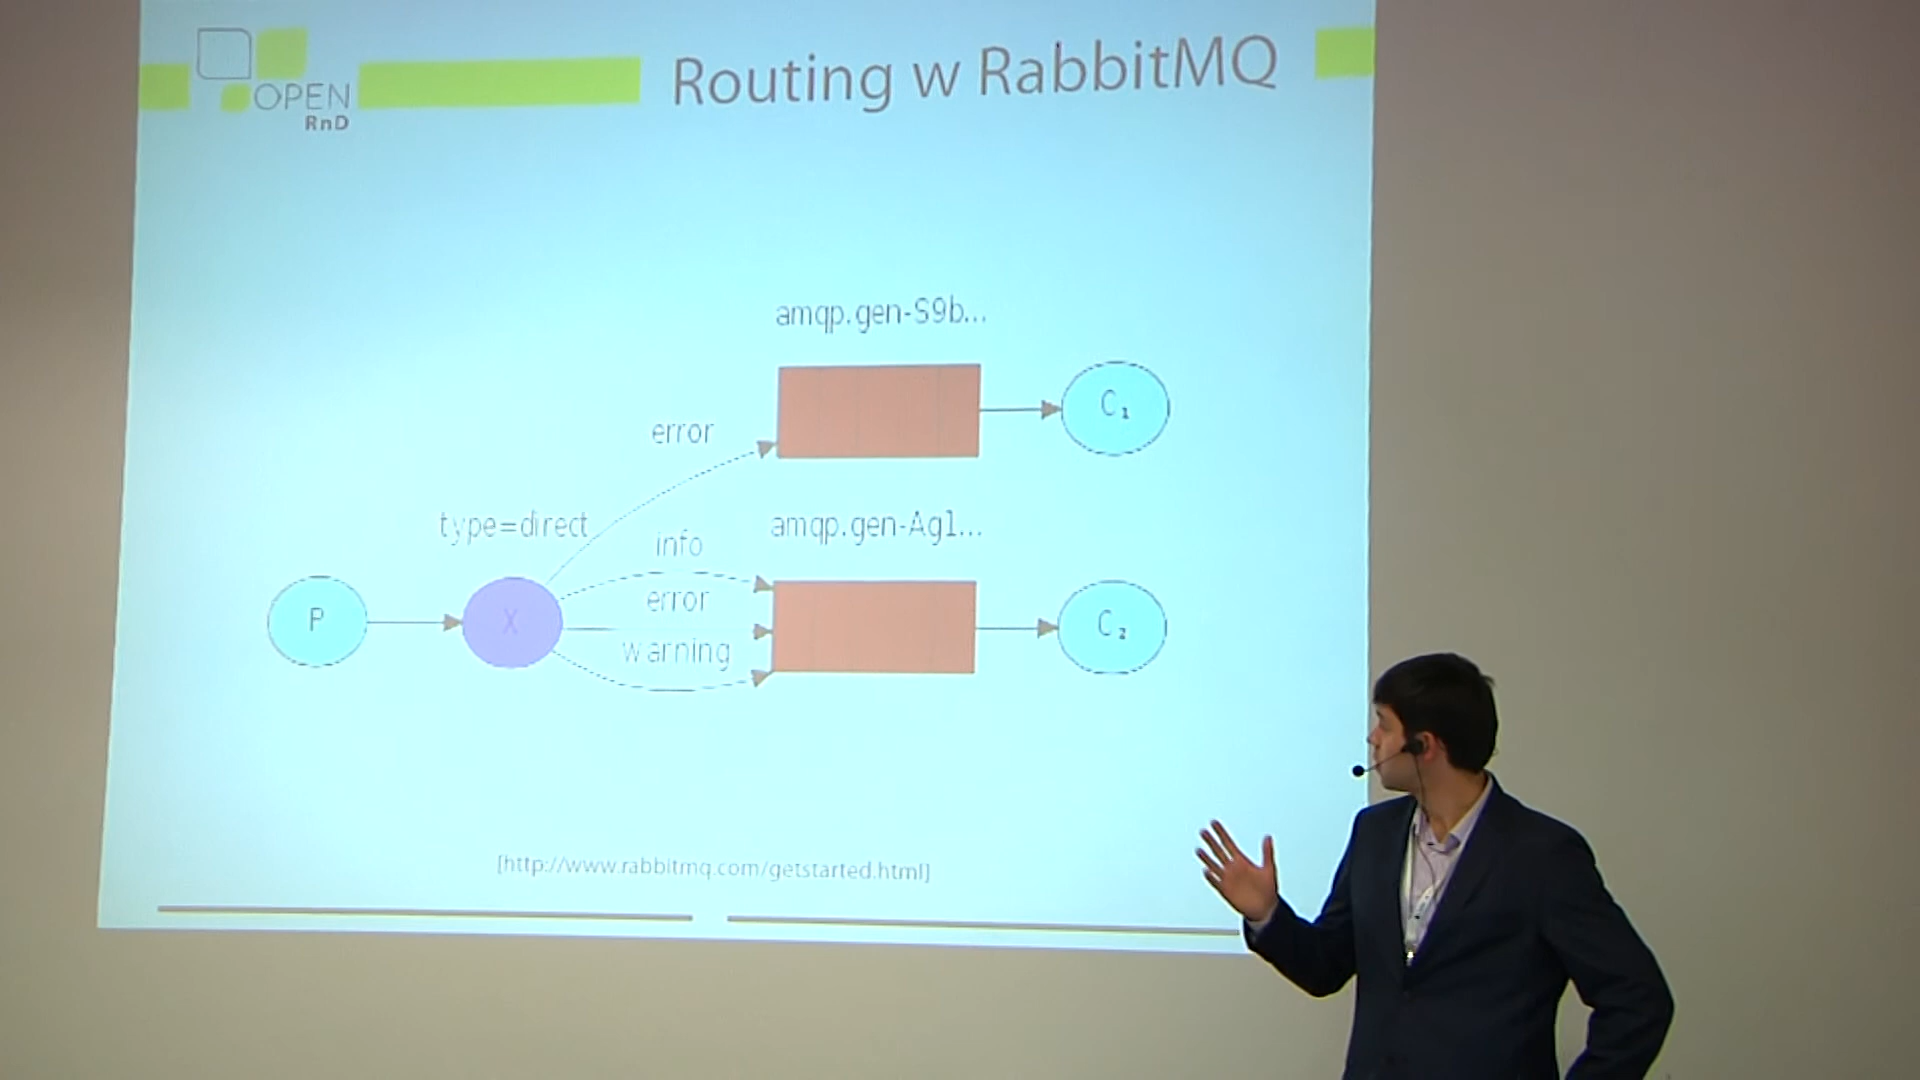 OPEN
RnD
Routing w RabbitMQ
amqp.gen-S9b...
C₁
error
type=direct
amqp.gen-Ag1...
info
P
X
error
C₂
warning
[http://www.rabbitmq.com/getstarted.html]